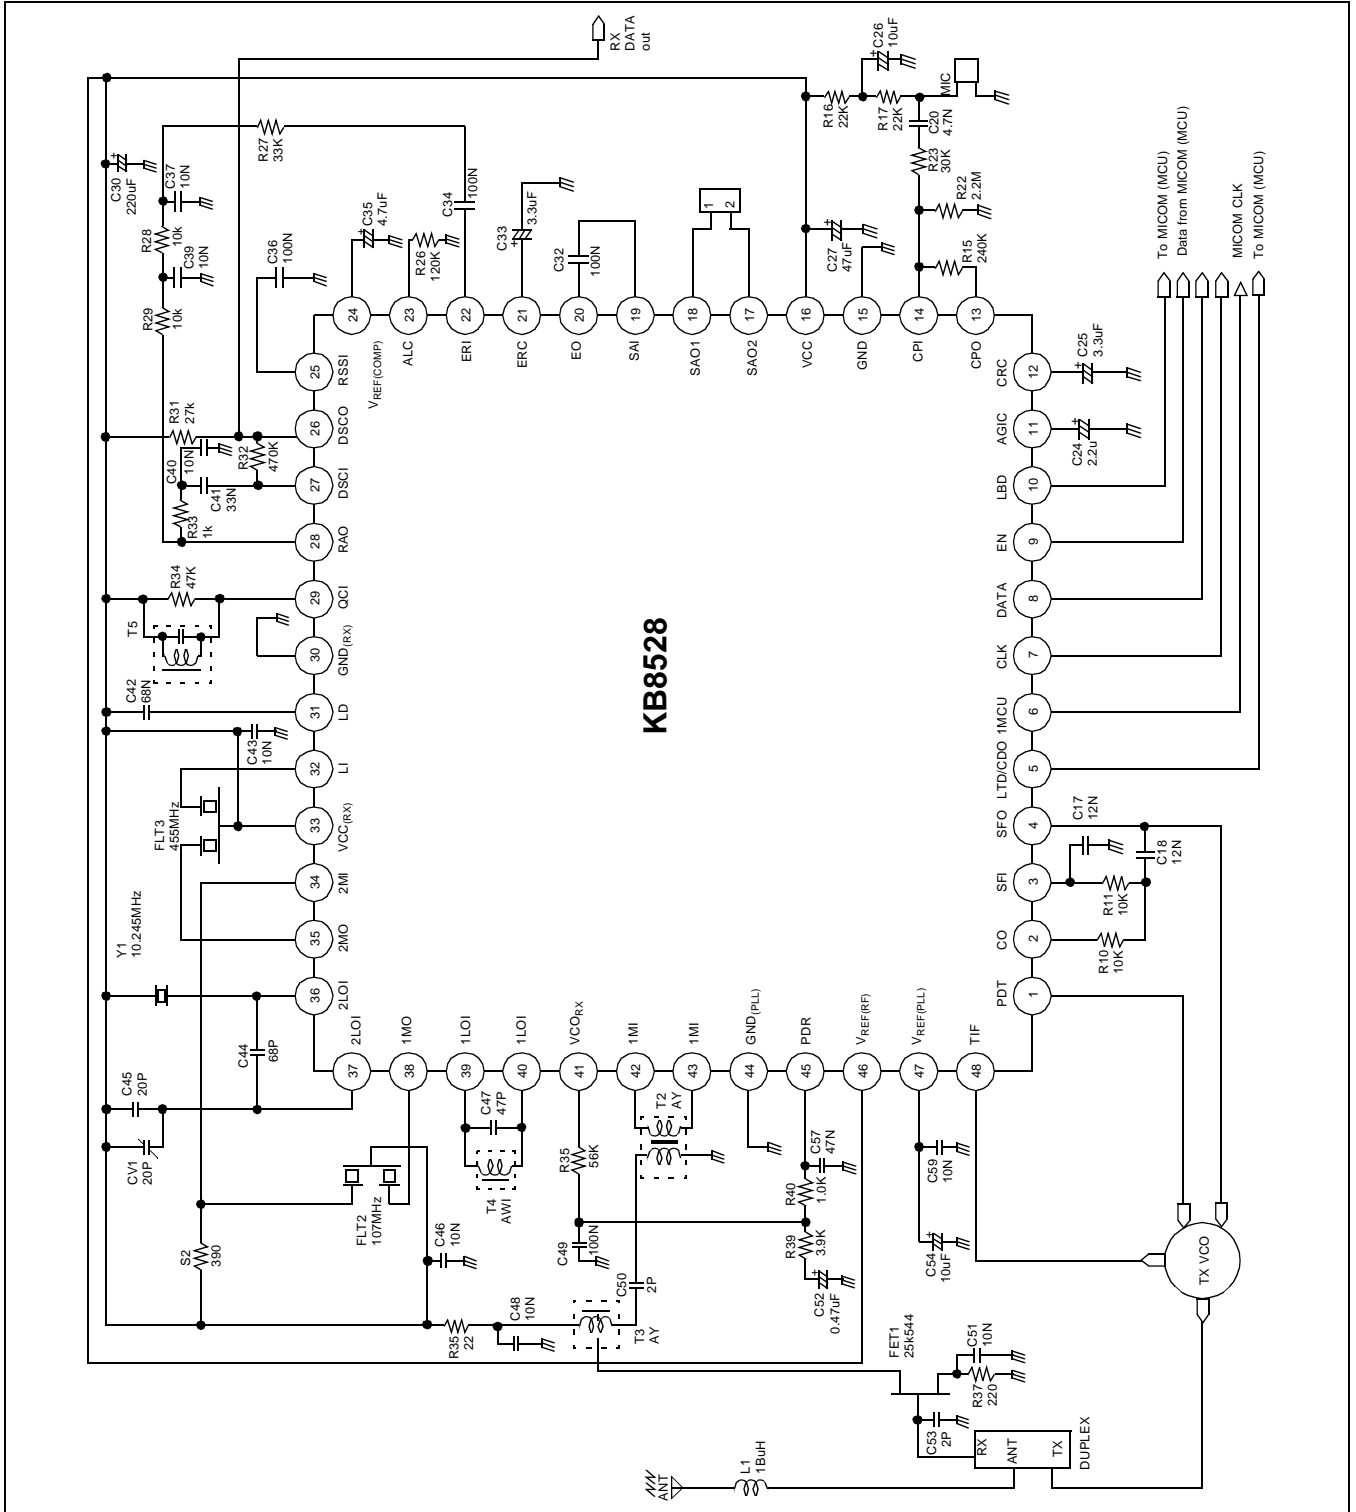 RX
DATA
out
C26
10uF
MIC
R16
22K
R17
22K
C20
4.7N
R23
30K
R22
2.2M
R15
240K
C27
47uF
R27
33K
C30
220uF
C37
10N
R28
10k
C39
10N
R29
10k
C36
100N
C35
4.7uF
R26
120K
C34
100N
C33
3.3uF
C32
100N
1
2
To MICOM (MCU)
Data from MICOM (MCU)
MICOM CLK
To MICOM (MCU)
24
23
22
21
20
19
18
17
16
15
14
13
VREF(COMP)
ALC
ERI
ERC
EO
SAI
SAO1
SAO2
VCC
GND
CPI
CPO
25
RSSI
26
DSCO
27
DSCI
28
RAO
29
QCI
30
GND(RX)
31
LD
32
LI
33
VCC(RX)
34
2MI
35
2MO
36
2LOI
R31
27k
C40
10N
R32
470K
C41
33N
R33
1k
R34
47K
T5
C42
68N
C43
10N
FLT3
455MHz
Y1
10.245MHz
KB8528
CRC
12
C25
3.3uF
AGIC
11
C24
2.2u
LBD
10
EN
9
DATA
8
CLK
7
1MCU
6
LTD/CDO
5
SFO
4
SFI
3
CO
2
PDT
1
C17
12N
C18
12N
R11
10K
R10
10K
2LOI
1MO
1LOI
1LOI
VCORX
1MI
1MI
GND(PLL)
PDR
VREF(RF)
VREF(PLL)
TIF
37
38
39
40
41
42
43
44
45
46
47
48
C44
68P
C45
20P
CV1
20P
C47
47P
T4
AWI
FLT2
107MHz
S2
390
C46
10N
R35
56K
C49
100N
T2
AY
C50
2P
R40
1.0K
C57
47N
R39
3.9K
C52
0.47uF
C59
10N
C54
10uF
R35
22
C48
10N
T3
AY
FET1
25k544
C51
10N
R37
220
C53
2P
TX VCO
RX
ANT
TX
DUPLEX
L1
1BuH
ANT